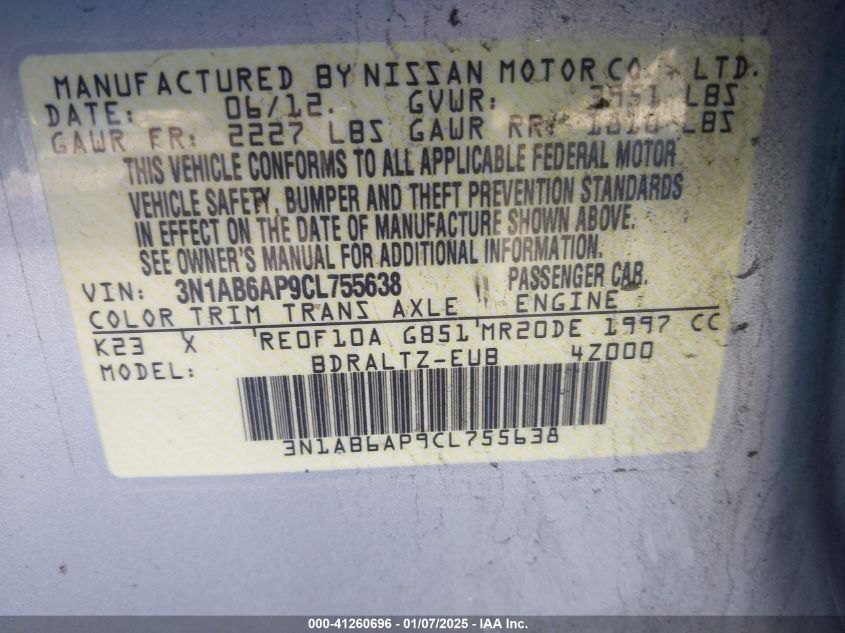 MANUFACTURED BY NISSAN MOTOR CO., LTD.
DATE: 06/12. GVWR: 3951 LBS
GAWR FR: 2227 LBS GAWR RR: LBS
THIS VEHICLE CONFORMS TO ALL APPLICABLE FEDERAL MOTOR
VEHICLE SAFETY, BUMPER AND THEFT PREVENTION STANDARDS
IN EFFECT ON THE DATE OF MANUFACTURE SHOWN ABOVE.
SEE OWNER'S MANUAL FOR ADDITIONAL INFORMATION.
VIN: 3N1AB6AP9CL755638 PASSENGER CAR.
COLOR TRIM TRANS AXLE ENGINE
K23 X RE0F10A GB51 MR20DE 1997 CC
MODEL: BDRALTZ-EUB 4Z000
3N1AB6AP9CL755638
000-41260696 | 01/07/2025 - IAA Inc.